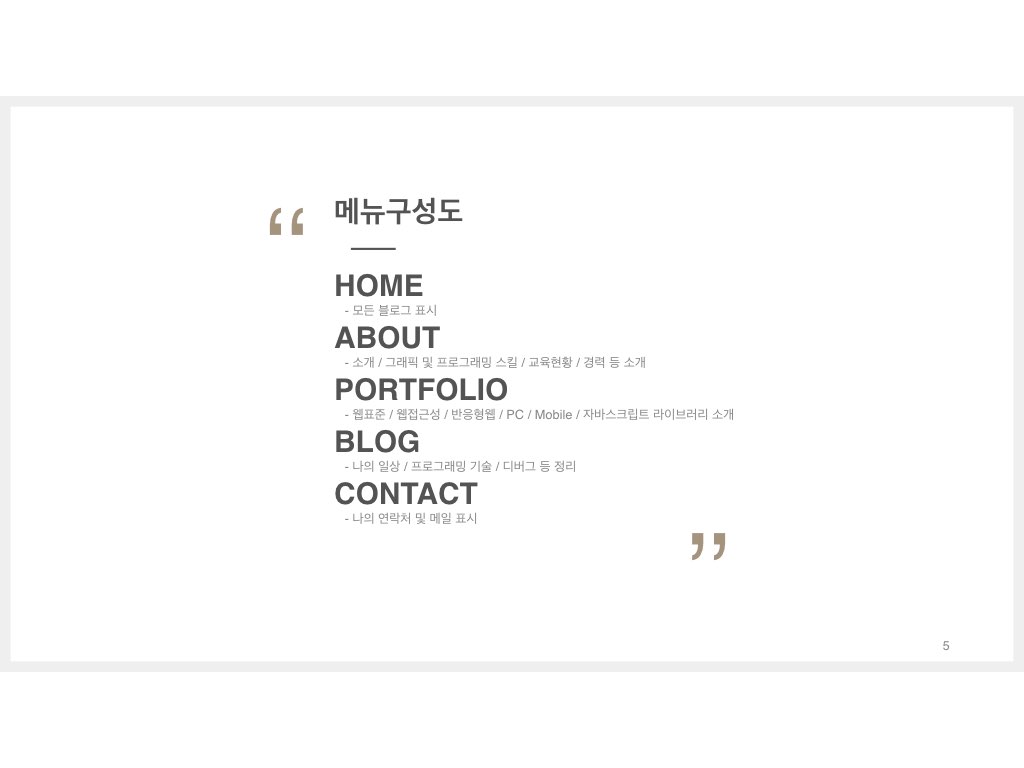 “
메뉴구성도
HOME
- 모든 블로그 표시
ABOUT
- 소개 / 그래픽 및 프로그래밍 스킬 / 교육현황 / 경력 등 소개
PORTFOLIO
- 웹표준 / 웹접근성 / 반응형웹 / PC / Mobile / 자바스크립트 라이브러리 소개
BLOG
- 나의 일상 / 프로그래밍 기술 / 디버그 등 정리
CONTACT
- 나의 연락처 및 메일 표시
”
5